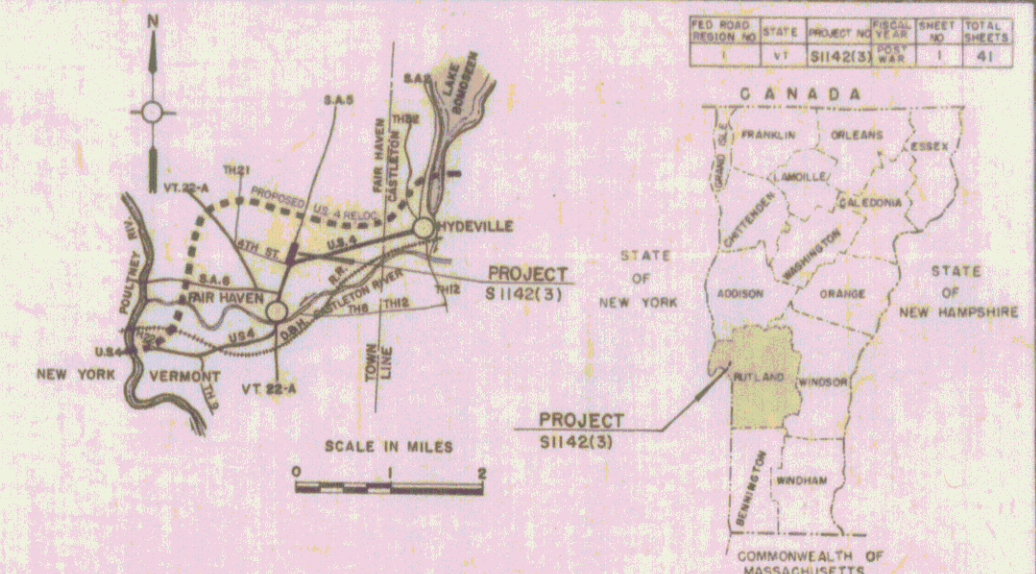 N
FED ROAD REGION NO STATE PROJECT NO FISCAL YEAR SHEET NO TOTAL SHEETS
1 VT S1142(3) POST WAR 1 41
S.A.2
LAKE BOMOSEEN
S.A.5
TH32
FAIR HAVEN
CASTLETON
VT. 22-A
TH21
PROPOSED U.S. 4 RELOC.
HYDEVILLE
U.S.4
4TH ST.
POULTNEY RIV.
S.A.6
FAIR HAVEN
R.R.
D.&H.
CASTLETON RIVER
TH12
TH12
TH8
PROJECT
S1142(3)
U.S.4
US4
NEW YORK
VERMONT
TH2
VT 22-A
TOWN LINE
SCALE IN MILES
0 1 2
CANADA
GRAND ISLE
FRANKLIN
ORLEANS
ESSEX
LAMOILLE
CALEDONIA
CHITTENDEN
WASHINGTON
STATE
OF
NEW YORK
ADDISON
ORANGE
STATE
OF
NEW HAMPSHIRE
RUTLAND
WINDSOR
PROJECT
S1142(3)
BENNINGTON
WINDHAM
COMMONWEALTH OF
MASSACHUSETTS